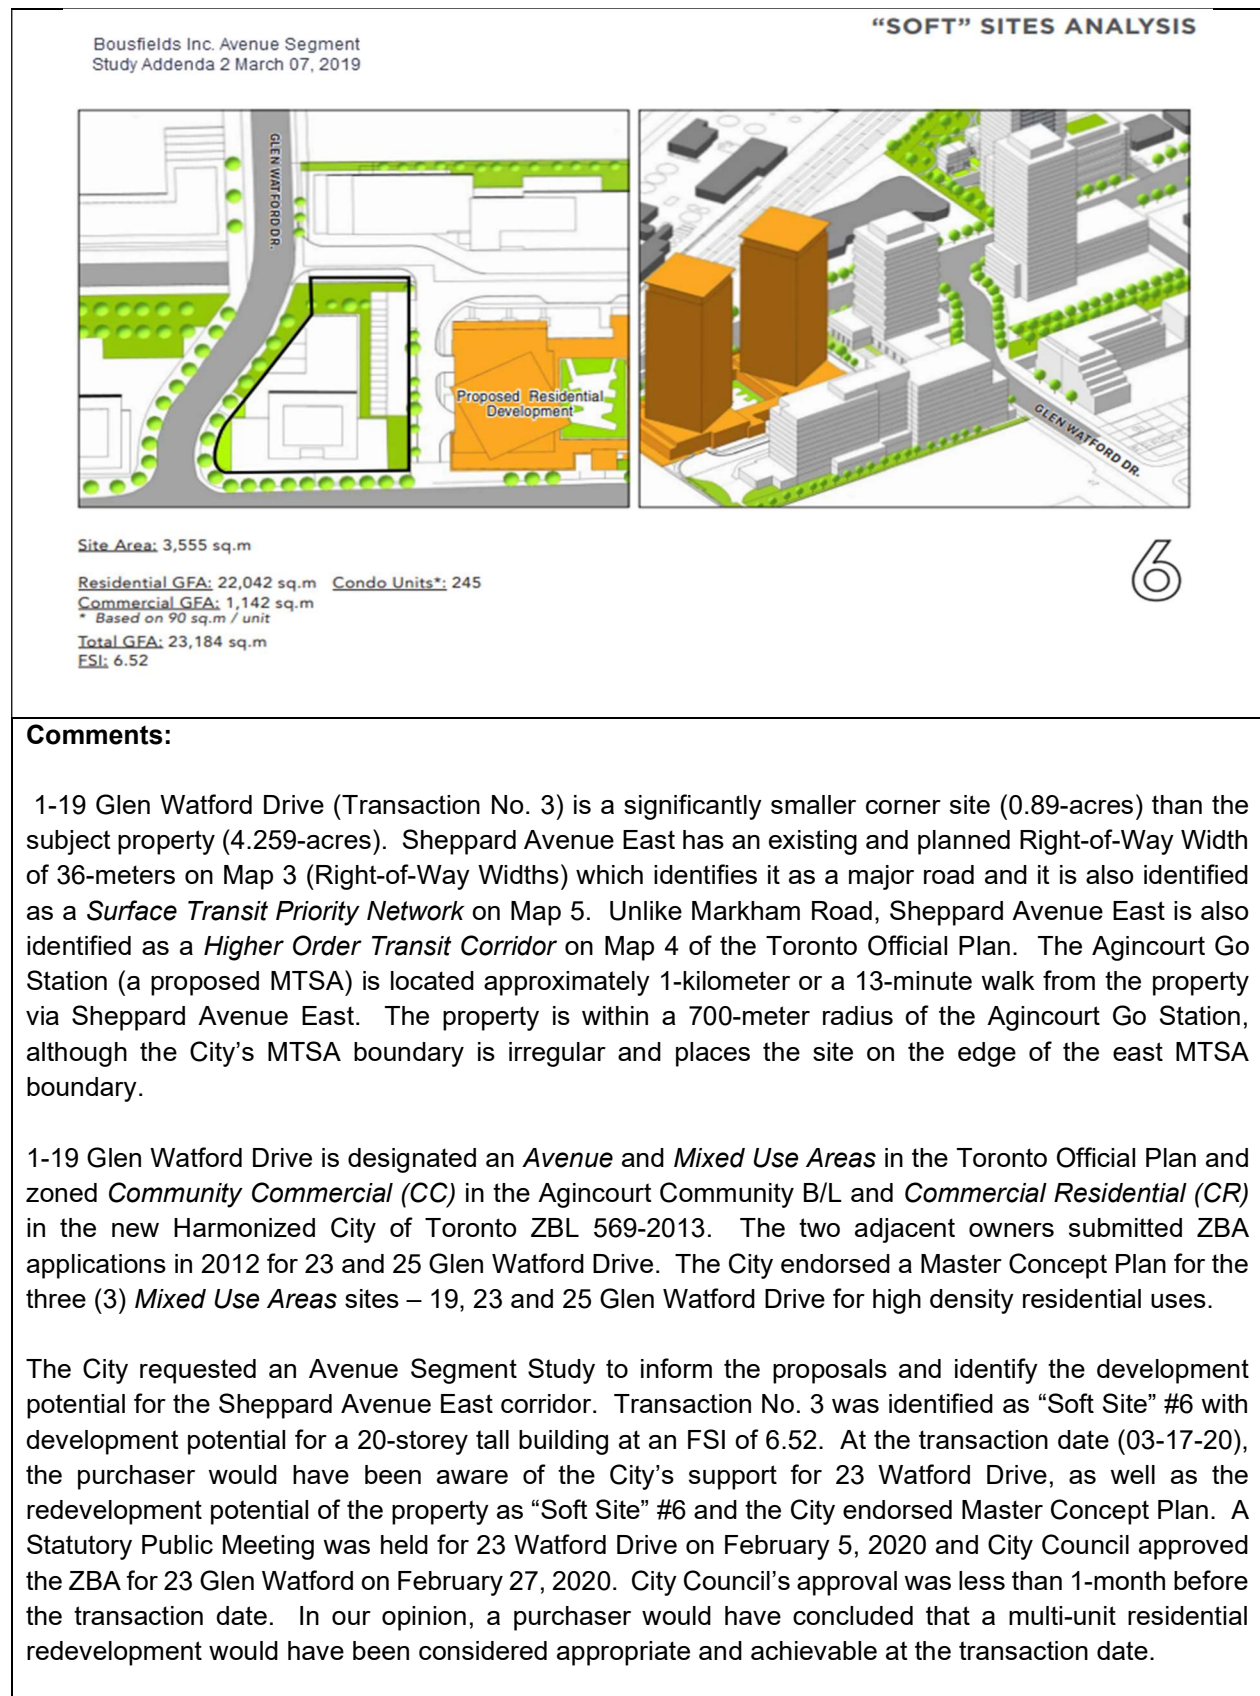 "SOFT" SITES ANALYSIS
Bousfields Inc. Avenue Segment
Study Addenda 2 March 07, 2019
GLEN WATFORD DR.
Proposed Residential
Development
GLEN WATFORD DR.
Site Area: 3,555 sq.m
6
Residential GFA: 22,042 sq.m Condo Units*: 245
Commercial GFA: 1,142 sq.m
* Based on 90 sq.m / unit
Total GFA: 23,184 sq.m
FSI: 6.52
Comments:
1-19 Glen Watford Drive (Transaction No. 3) is a significantly smaller corner site (0.89-acres) than the
subject property (4.259-acres). Sheppard Avenue East has an existing and planned Right-of-Way Width
of 36-meters on Map 3 (Right-of-Way Widths) which identifies it as a major road and it is also identified
as a Surface Transit Priority Network on Map 5. Unlike Markham Road, Sheppard Avenue East is also
identified as a Higher Order Transit Corridor on Map 4 of the Toronto Official Plan. The Agincourt Go
Station (a proposed MTSA) is located approximately 1-kilometer or a 13-minute walk from the property
via Sheppard Avenue East. The property is within a 700-meter radius of the Agincourt Go Station,
although the City's MTSA boundary is irregular and places the site on the edge of the east MTSA
boundary.
1-19 Glen Watford Drive is designated an Avenue and Mixed Use Areas in the Toronto Official Plan and
zoned Community Commercial (CC) in the Agincourt Community B/L and Commercial Residential (CR)
in the new Harmonized City of Toronto ZBL 569-2013. The two adjacent owners submitted ZBA
applications in 2012 for 23 and 25 Glen Watford Drive. The City endorsed a Master Concept Plan for the
three (3) Mixed Use Areas sites – 19, 23 and 25 Glen Watford Drive for high density residential uses.
The City requested an Avenue Segment Study to inform the proposals and identify the development
potential for the Sheppard Avenue East corridor. Transaction No. 3 was identified as “Soft Site” #6 with
development potential for a 20-storey tall building at an FSI of 6.52. At the transaction date (03-17-20),
the purchaser would have been aware of the City’s support for 23 Watford Drive, as well as the
redevelopment potential of the property as “Soft Site” #6 and the City endorsed Master Concept Plan. A
Statutory Public Meeting was held for 23 Watford Drive on February 5, 2020 and City Council approved
the ZBA for 23 Glen Watford on February 27, 2020. City Council’s approval was less than 1-month before
the transaction date. In our opinion, a purchaser would have concluded that a multi-unit residential
redevelopment would have been considered appropriate and achievable at the transaction date.